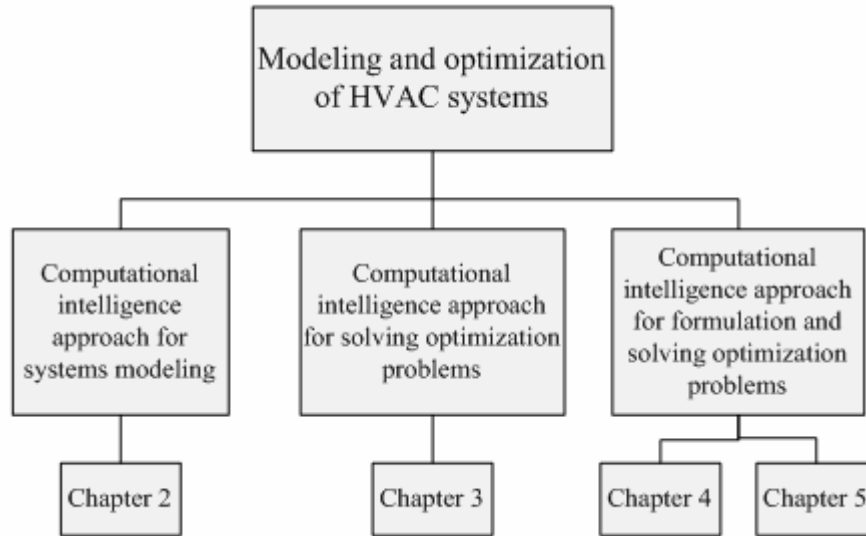 Modeling and optimization
of HVAC systems
Computational
intelligence
approach for
systems modeling
Computational
intelligence approach
for solving optimization
problems
Computational
intelligence approach
for formulation and
solving optimization
problems
Chapter 2
Chapter 3
Chapter 4
Chapter 5